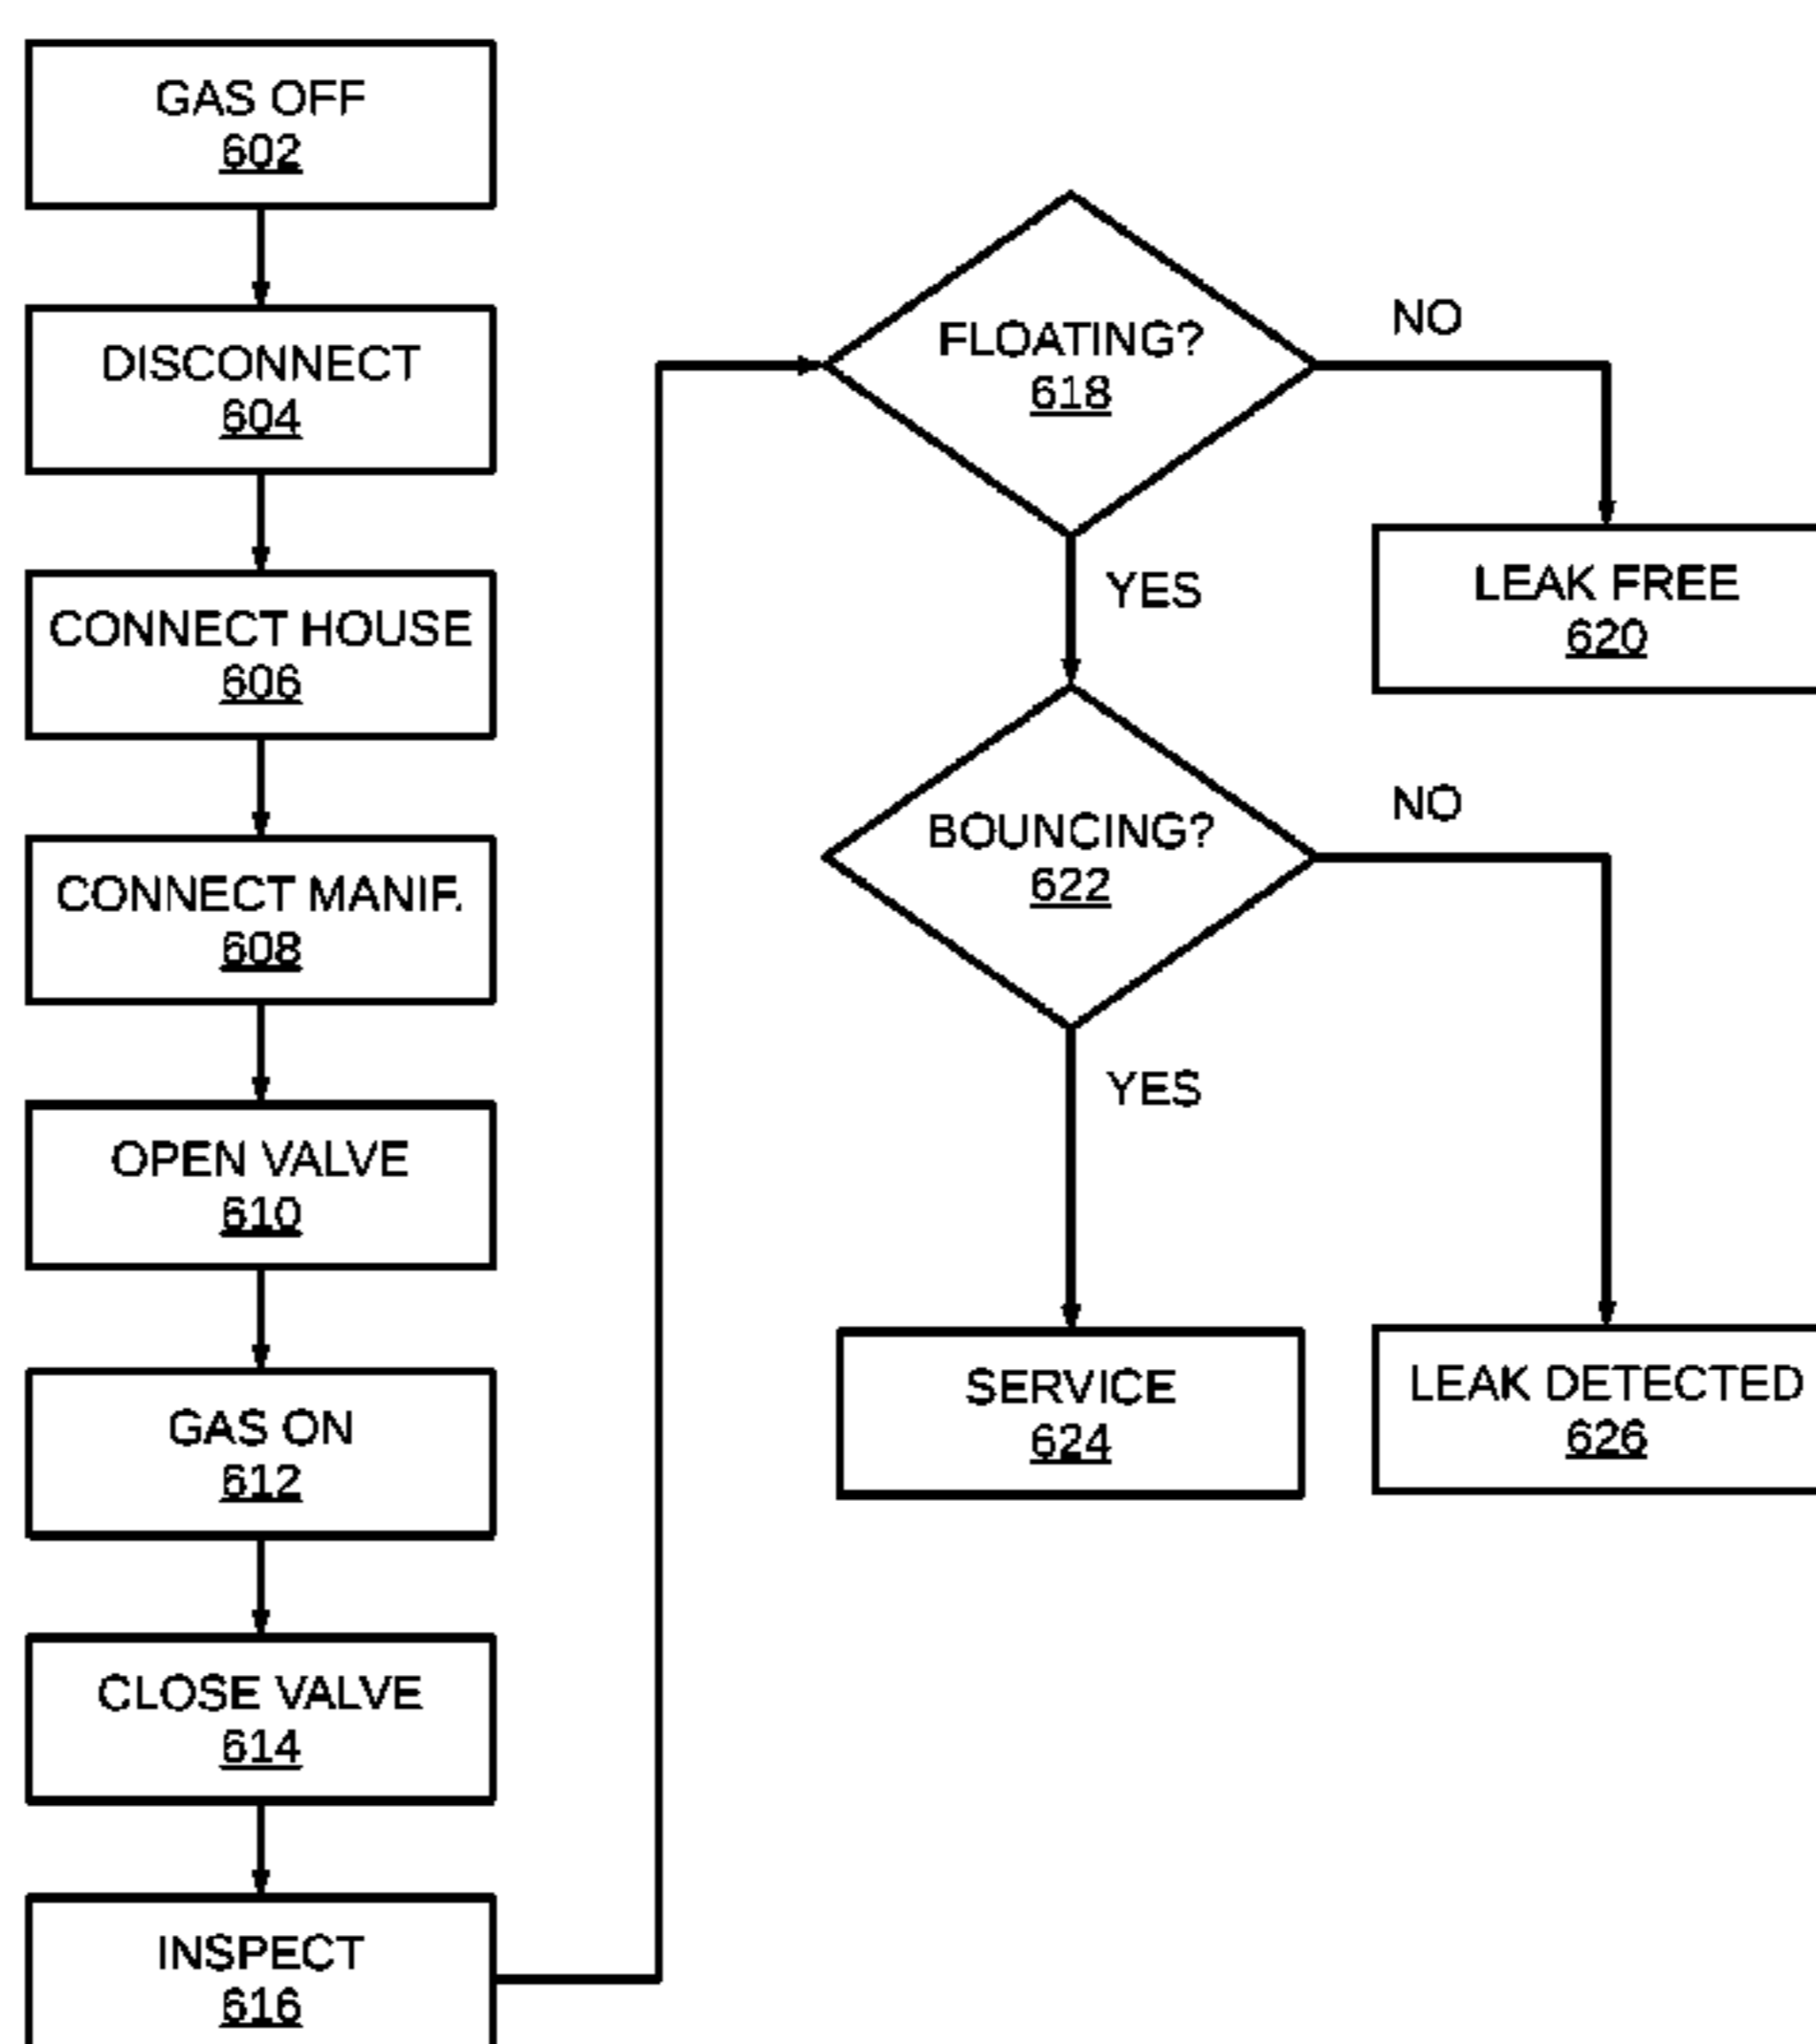 GAS OFF
602
DISCONNECT
604
CONNECT HOUSE
606
CONNECT MANIF.
608
OPEN VALVE
610
GAS ON
612
CLOSE VALVE
614
INSPECT
616
FLOATING?
618
NO
YES
LEAK FREE
620
BOUNCING?
622
NO
YES
SERVICE
624
LEAK DETECTED
626